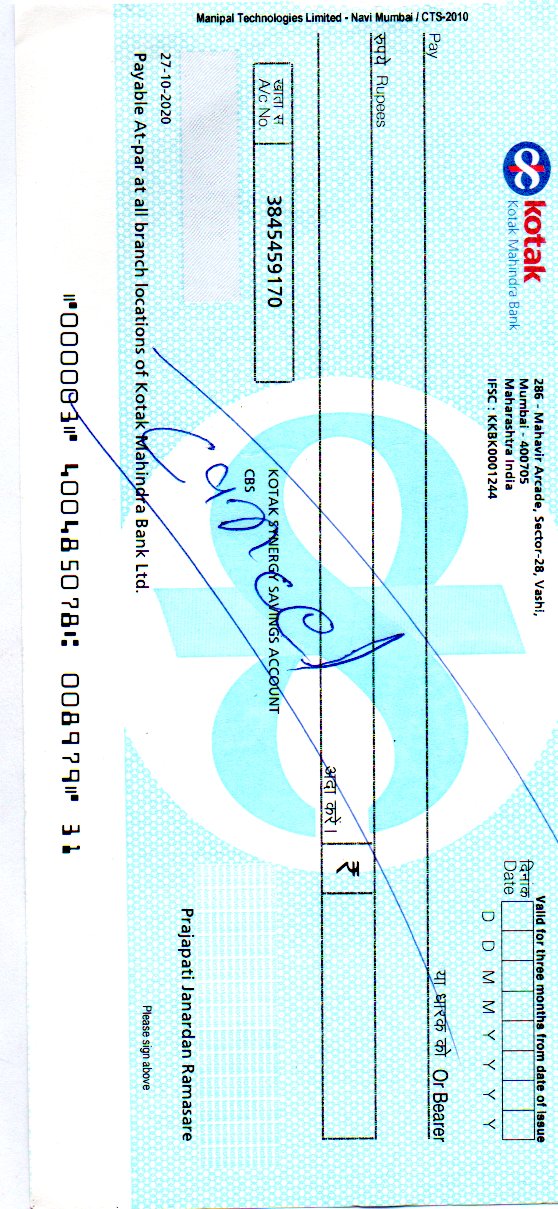 kotak
Kotak Mahindra Bank
286 - Mahavir Arcade, Sector-28, Vashi,
Mumbai - 400705
Maharashtra India
IFSC : KKBK0001244
Valid for three months from date of issue
दिनांक
Date
D D M M Y Y Y Y
Pay
या धारक को Or Bearer
रुपये Rupees
अदा करें।
₹
खाता सं
A/c No.
3845459170
KOTAK SYNERGY SAVINGS ACCOUNT
CBS
Cancel
Prajapati Janardan Ramasare
27-10-2020
Payable At-par at all branch locations of Kotak Mahindra Bank Ltd.
Please sign above
Manipal Technologies Limited - Navi Mumbai / CTS-2010
⑈000001⑈ 400485078⑆ 008979⑈ 31